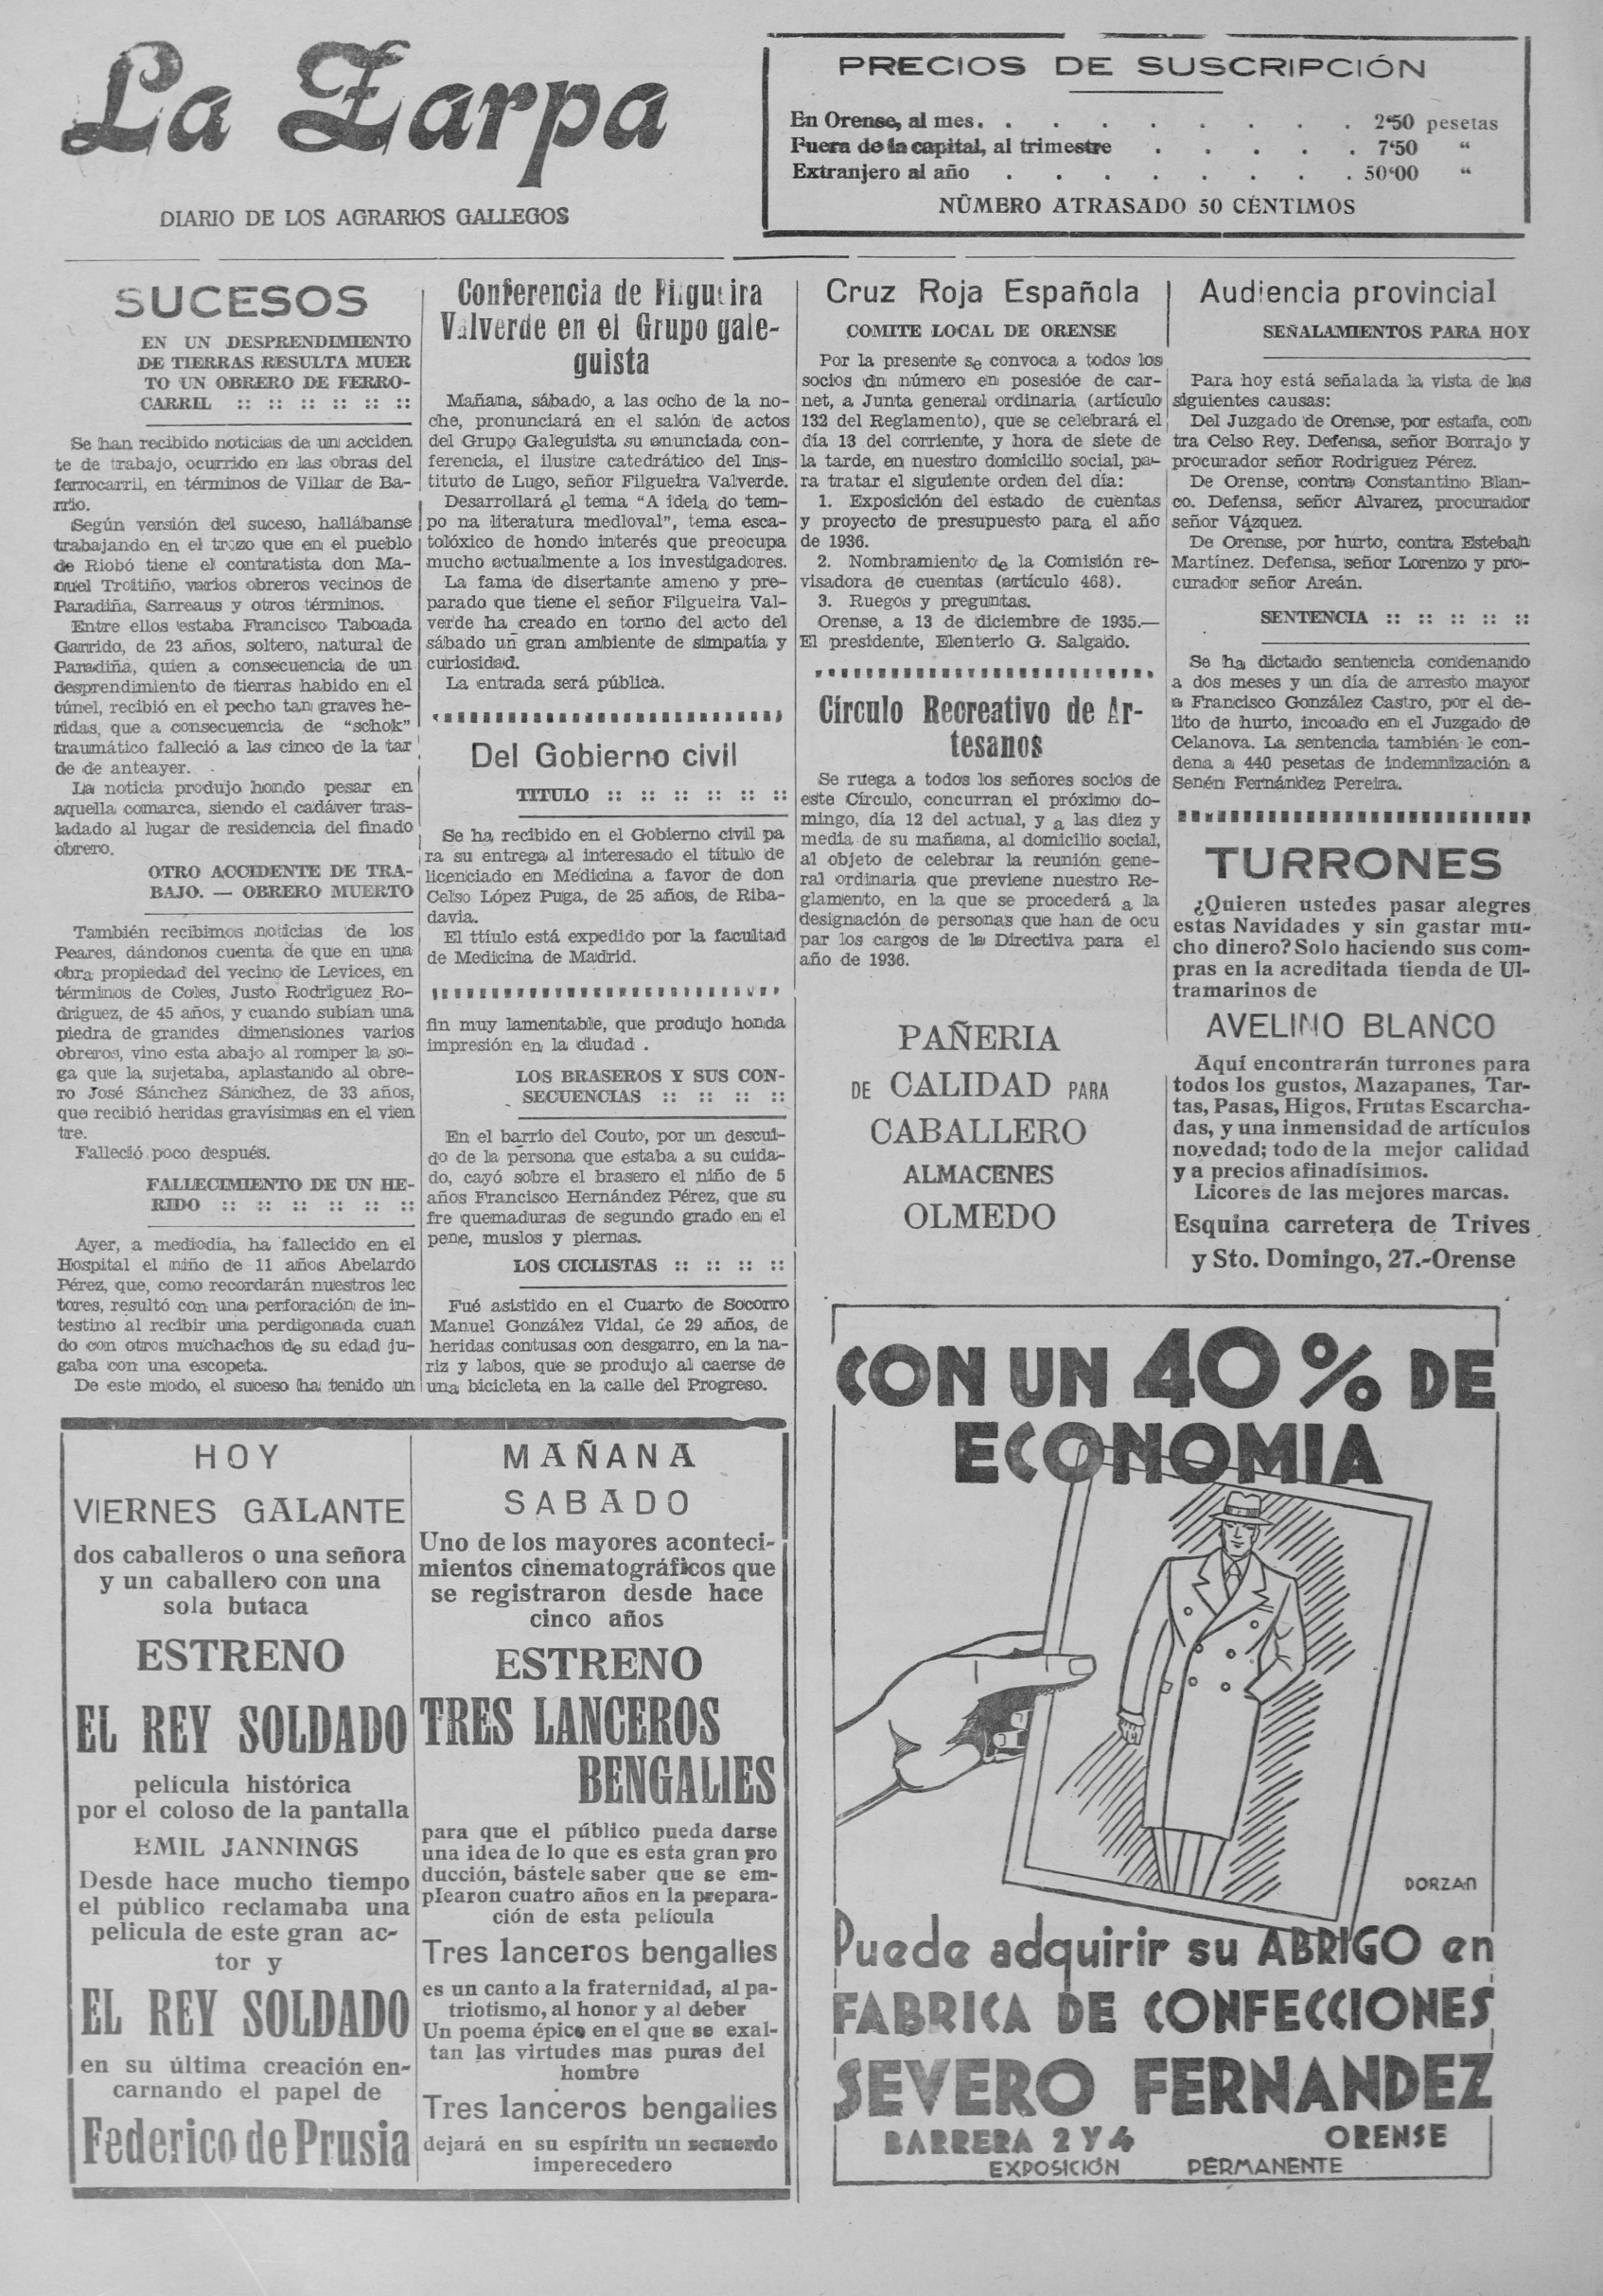 La Zarpa
DIARIO DE LOS AGRARIOS GALLEGOS
PRECIOS DE SUSCRIPCIÓN
En Orense, al mes. . . . . . . . . 2'50 pesetas
Fuera de la capital, al trimestre . . . . . 7'50 “
Extranjero al año . . . . . . . . 50'00 “
NÚMERO ATRASADO 50 CÉNTIMOS
SUCESOS
EN UN DESPRENDIMIENTO
DE TIERRAS RESULTA MUER
TO UN OBRERO DE FERRO-
CARRIL :: :: :: :: :: ::
Se han recibido noticias de un acciden
te de trabajo, ocurrido en las obras del
ferrocarril, en términos de Villar de Ba-
rrio.
Según versión del suceso, hallábanse
trabajando en el trozo que en el pueblo
de Riobó tiene el contratista don Ma-
nuel Troitiño, varios obreros vecinos de
Paradiña, Sarreaus y otros términos.
Entre ellos estaba Francisco Taboada
Garrido, de 23 años, soltero, natural de
Paradiña, quien a consecuencia de un
desprendimiento de tierras habido en el
túnel, recibió en el pecho tan graves he-
ridas, que a consecuencia de “schok”
traumático falleció a las cinco de la tar
de de anteayer.
La noticia produjo hondo pesar en
aquella comarca, siendo el cadáver tras-
ladado al lugar de residencia del finado
obrero.
OTRO ACCIDENTE DE TRA-
BAJO. — OBRERO MUERTO
También recibimos noticias de los
Peares, dándonos cuenta de que en una
obra propiedad del vecino de Levices, en
términos de Coles, Justo Rodríguez Ro-
dríguez, de 45 años, y cuando subían una
piedra de grandes dimensiones varios
obreros, vino esta abajo al romper la so-
ga que la sujetaba, aplastando al obre-
ro José Sánchez Sánchez, de 33 años,
que recibió heridas gravísimas en el vien
tre.
Falleció poco después.
FALLECIMIENTO DE UN HE-
RIDO :: :: :: :: :: ::
Ayer, a mediodía, ha fallecido en el
Hospital el niño de 11 años Abelardo
Pérez, que, como recordarán nuestros lec
tores, resultó con una perforación de in-
testino al recibir una perdigonada cuan
do con otros muchachos de su edad ju-
gaba con una escopeta.
De este modo, el suceso ha tenido un
Conferencia de Filgueira
Valverde en el Grupo gale-
guista
Mañana, sábado, a las ocho de la no-
che, pronunciará en el salón de actos
del Grupo Galeguista su anunciada con-
ferencia, el ilustre catedrático del Ins-
tituto de Lugo, señor Filgueira Valverde.
Desarrollará el tema “A ideia do tem-
po na literatura medioval”, tema esca-
tolóxico de hondo interés que preocupa
mucho actualmente a los investigadores.
La fama de disertante ameno y pre-
parado que tiene el señor Filgueira Val-
verde ha creado en torno del acto del
sábado un gran ambiente de simpatía y
curiosidad.
La entrada será pública.
Del Gobierno civil
TITULO :: :: :: :: :: ::
Se ha recibido en el Gobierno civil pa
ra su entrega al interesado el título de
licenciado en Medicina a favor de don
Celso López Puga, de 25 años, de Riba-
davia.
El ttíulo está expedido por la facultad
de Medicina de Madrid.
fin muy lamentable, que produjo honda
impresión en la ciudad .
LOS BRASEROS Y SUS CON-
SECUENCIAS :: :: :: ::
En el barrio del Couto, por un descui-
do de la persona que estaba a su cuida-
do, cayó sobre el brasero el niño de 5
años Francisco Hernández Pérez, que su
fre quemaduras de segundo grado en el
pene, muslos y piernas.
LOS CICLISTAS :: :: :: ::
Fué asistido en el Cuarto de Socorro
Manuel González Vidal, de 29 años, de
heridas contusas con desgarro, en la na-
riz y labos, que se produjo al caerse de
una bicicleta en la calle del Progreso.
Cruz Roja Española
COMITE LOCAL DE ORENSE
Por la presente se convoca a todos los
socios dn número en posesióe de car-
net, a Junta general ordinaria (artículo
132 del Reglamento), que se celebrará el
día 13 del corriente, y hora de siete de
la tarde, en nuestro domicilio social, pa-
ra tratar el siguiente orden del día:
1. Exposición del estado de cuentas
y proyecto de presupuesto para el año
de 1936.
2. Nombramiento de la Comisión re-
visadora de cuentas (artículo 468).
3. Ruegos y preguntas.
Orense, a 13 de diciembre de 1935.—
El presidente, Elenterio G. Salgado.
Círculo Recreativo de Ar-
tesanos
Se ruega a todos los señores socios de
este Círculo, concurran el próximo do-
mingo, día 12 del actual, y a las diez y
media de su mañana, al domicilio social,
al objeto de celebrar la reunión gene-
ral ordinaria que previene nuestro Re-
glamiento, en la que se procederá a la
designación de personas que han de ocu
par los cargos de la Directiva para el
año de 1936.
PAÑERIA
DE CALIDAD PARA
CABALLERO
ALMACENES
OLMEDO
Audiencia provincial
SEÑALAMIENTOS PARA HOY
Para hoy está señalada la vista de las
siguientes causas:
Del Juzgado de Orense, por estafa, con
tra Celso Rey. Defensa, señor Borrajo y
procurador señor Rodriguez Pérez.
De Orense, contra Constantino Blan-
co. Defensa, señor Alvarez, procurador
señor Vázquez.
De Orense, por hurto, contra Esteban
Martínez. Defensa, señor Lorenzo y pro-
curador señor Areán.
SENTENCIA :: :: :: :: ::
Se ha dictado sentencia condenando
a dos meses y un día de arresto mayor
a Francisco González Castro, por el de-
lito de hurto, incoado en el Juzgado de
Celanova. La sentencia también le con-
dena a 440 pesetas de indemnización a
Senén Fernández Pereira.
TURRONES
¿Quieren ustedes pasar alegres
estas Navidades y sin gastar mu-
cho dinero? Solo haciendo sus com-
pras en la acreditada tienda de Ul-
tramarinos de
AVELINO BLANCO
Aquí encontrarán turrones para
todos los gustos, Mazapanes, Tar-
tas, Pasas, Higos, Frutas Escarcha-
das, y una inmensidad de artículos
novedad; todo de la mejor calidad
y a precios afinadísimos.
Licores de las mejores marcas.
Esquina carretera de Trives
y Sto. Domingo, 27.-Orense
HOY
VIERNES GALANTE
dos caballeros o una señora
y un caballero con una
sola butaca
ESTRENO
EL REY SOLDADO
película histórica
por el coloso de la pantalla
EMIL JANNINGS
Desde hace mucho tiempo
el público reclamaba una
pelicula de este gran ac-
tor y
EL REY SOLDADO
en su última creación en-
carnando el papel de
Federico de Prusia
MAÑANA
SABADO
Uno de los mayores aconteci-
mientos cinematográficos que
se registraron desde hace
cinco años
ESTRENO
TRES LANCEROS
BENGALIES
para que el público pueda darse
una idea de lo que es esta gran pro
ducción, bástele saber que se em-
plearon cuatro años en la prepara-
ción de esta película
Tres lanceros bengalies
es un canto a la fraternidad, al pa-
triotismo, al honor y al deber
Un poema épico en el que se exal-
tan las virtudes mas puras del
hombre
Tres lanceros bengalies
dejará en su espíritu un recuerdo
imperecedero
CON UN 40 % DE
ECONOMIA
DORZAN
Puede adquirir su ABRIGO en
FABRICA DE CONFECCIONES
SEVERO FERNANDEZ
BARRERA 2 Y 4 ORENSE
EXPOSICIÓN PERMANENTE